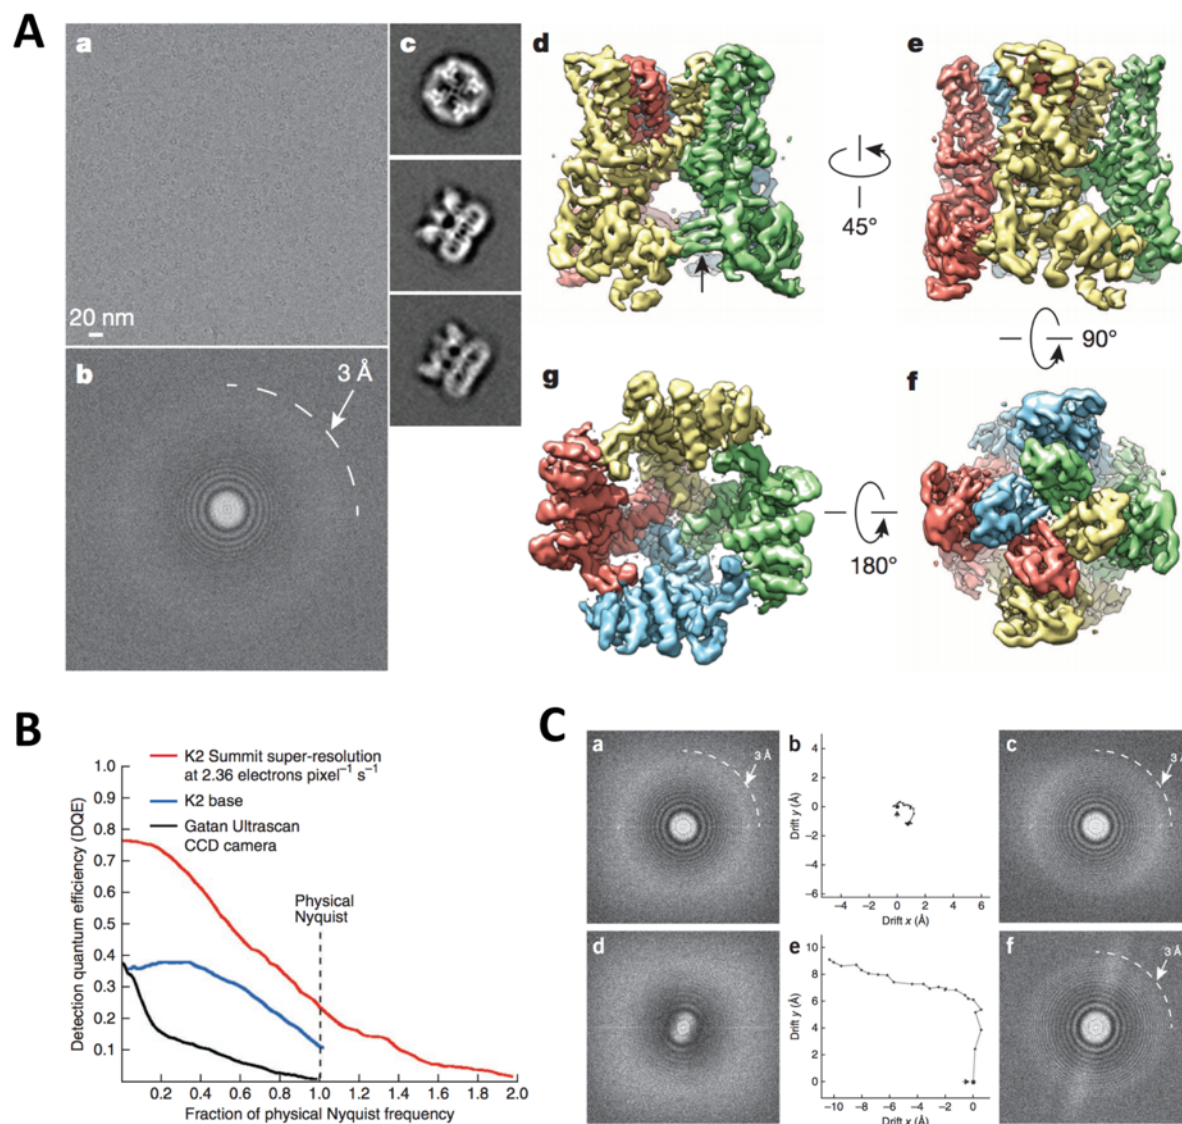 A
a
20 nm
b
3 Å
c
d
45°
e
90°
g
180°
f
B
K2 Summit super-resolution
at 2.36 electrons pixel⁻¹ s⁻¹
K2 base
Gatan Ultrascan
CCD camera
Detection quantum efficiency (DQE)
1.0
0.9
0.8
0.7
0.6
0.5
0.4
0.3
0.2
0.1
Physical
Nyquist
0
0.2
0.4
0.6
0.8
1.0
1.2
1.4
1.6
1.8
2.0
Fraction of physical Nyquist frequency
C
a
3 Å
b
Drift y (Å)
4
2
0
−2
−4
−6
−4
−2
0
2
4
6
Drift x (Å)
c
3 Å
d
e
Drift y (Å)
10
8
6
4
2
0
−10
−8
−6
−4
−2
0
Drift x (Å)
f
3 Å